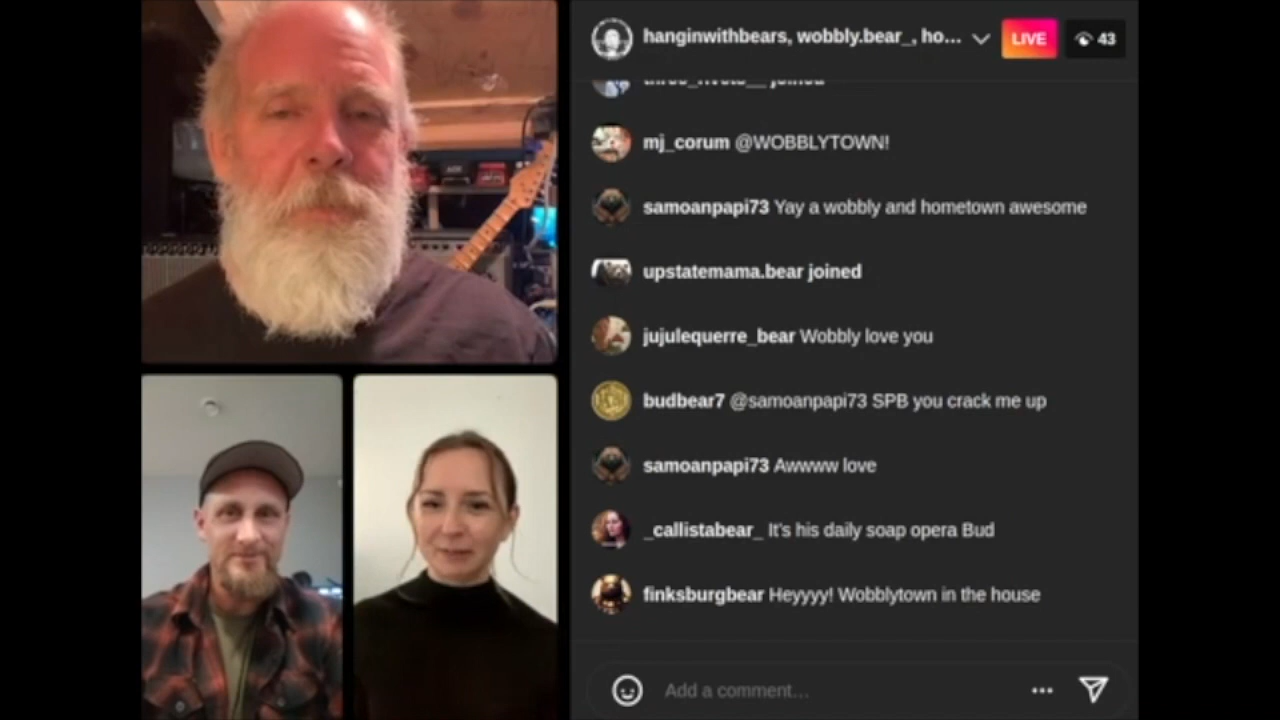 hanginwithbears, wobbly.bear_, ho...
LIVE
43
joined
mj_corum @WOBBLYTOWN!
samoanpapi73 Yay a wobbly and hometown awesome
upstatemama.bear joined
jujulequerre_bear Wobbly love you
budbear7 @samoanpapi73 SPB you crack me up
samoanpapi73 Awwww love
_callistabear_ It's his daily soap opera Bud
finksburgbear Heyyyy! Wobblytown in the house
Add a comment...